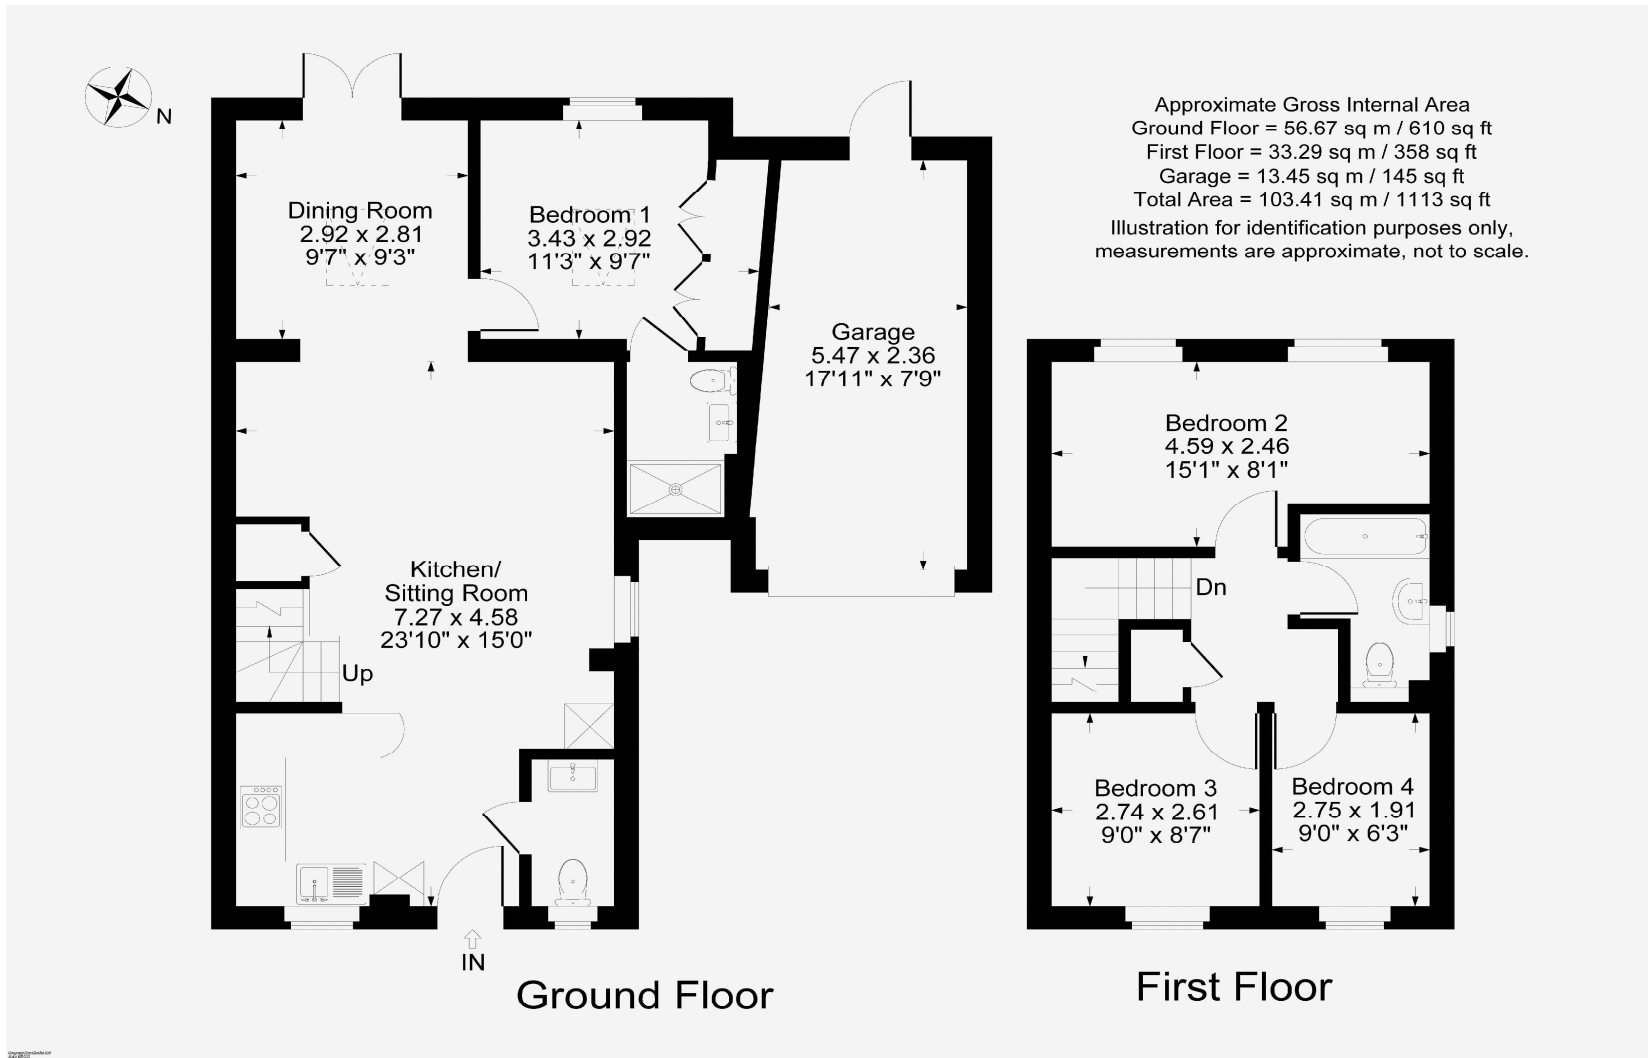 N
Approximate Gross Internal Area
Ground Floor = 56.67 sq m / 610 sq ft
First Floor = 33.29 sq m / 358 sq ft
Garage = 13.45 sq m / 145 sq ft
Total Area = 103.41 sq m / 1113 sq ft
Illustration for identification purposes only,
measurements are approximate, not to scale.
Dining Room
2.92 x 2.81
9'7" x 9'3"
Bedroom 1
3.43 x 2.92
11'3" x 9'7"
Garage
5.47 x 2.36
17'11" x 7'9"
Kitchen/
Sitting Room
7.27 x 4.58
23'10" x 15'0"
Up
IN
Ground Floor
Bedroom 2
4.59 x 2.46
15'1" x 8'1"
Dn
Bedroom 3
2.74 x 2.61
9'0" x 8'7"
Bedroom 4
2.75 x 1.91
9'0" x 6'3"
First Floor